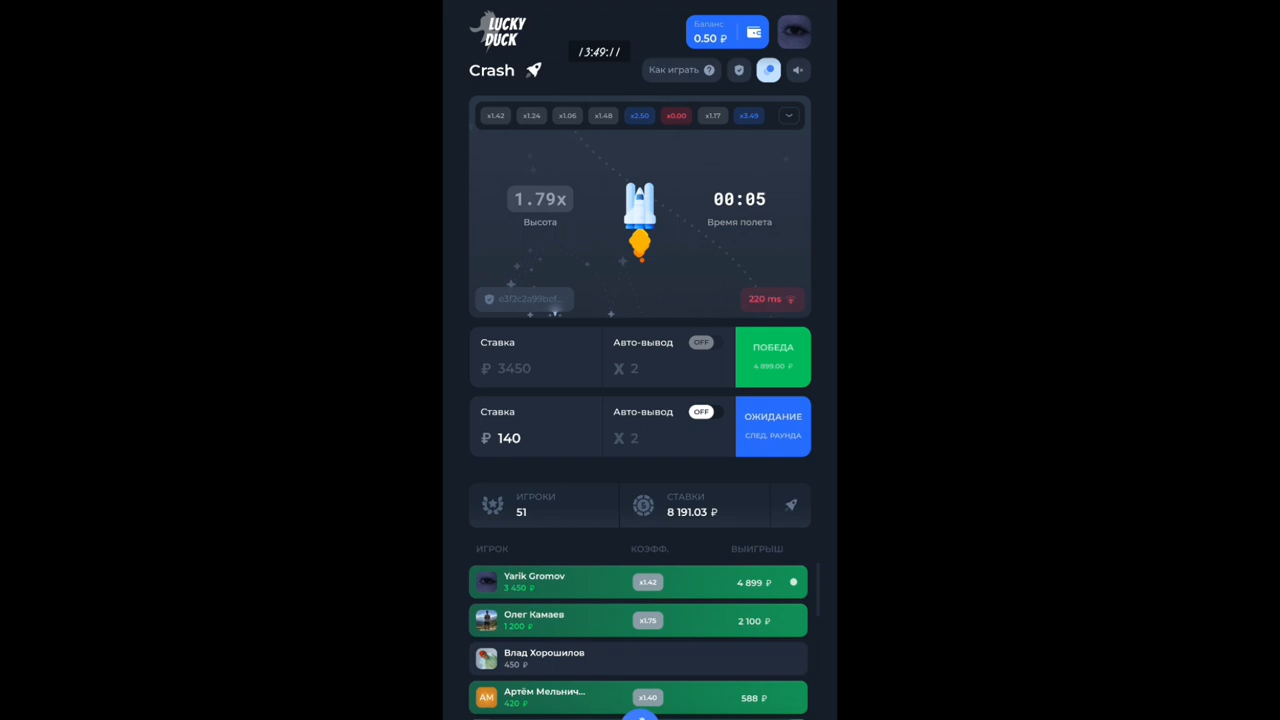 LUCKY
DUCK
Баланс
0.50 ₽
13:49:11
Crash
Как играть ?
x1.42 x1.24 x1.06 x1.48 x2.50 x0.00 x1.17 x3.49
1.79x
Высота
00:05
Время полета
e3f2c2a99bef...
220 ms
Ставка
₽ 3450
Авто-вывод OFF
X 2
ПОБЕДА
4 899.00 ₽
Ставка
₽ 140
Авто-вывод OFF
X 2
ОЖИДАНИЕ
СЛЕД. РАУНДА
ИГРОКИ
51
СТАВКИ
8 191.03 ₽
ИГРОК КОЭФФ. ВЫИГРЫШ
Yarik Gromov
3 450 ₽
x1.42
4 899 ₽
Олег Камаев
1 200 ₽
x1.75
2 100 ₽
Влад Хорошилов
450 ₽
АМ
Артём Мельнич...
420 ₽
x1.40
588 ₽